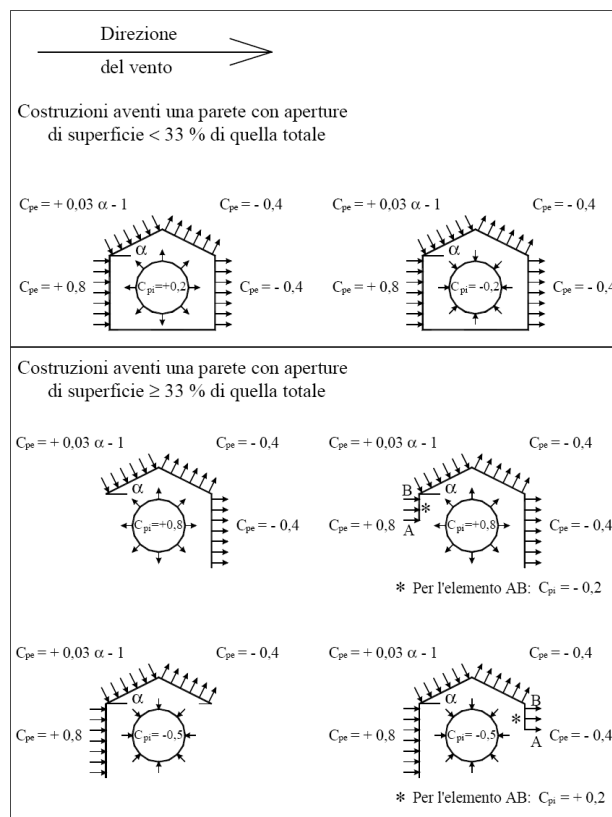 Direzione
del vento
Costruzioni aventi una parete con aperture
di superficie < 33 % di quella totale
Cpe = + 0,03 α - 1
Cpe = - 0,4
Cpe = + 0,03 α - 1
Cpe = - 0,4
α
α
Cpe = + 0,8
Cpi=+0,2
Cpe = - 0,4
Cpe = + 0,8
Cpi= -0,2
Cpe = - 0,4
Costruzioni aventi una parete con aperture
di superficie ≥ 33 % di quella totale
Cpe = + 0,03 α - 1
Cpe = - 0,4
Cpe = + 0,03 α - 1
Cpe = - 0,4
α
B
α
*
Cpi=+0,8
Cpe = - 0,4
Cpe = + 0,8
A
Cpi=+0,8
Cpe = - 0,4
* Per l'elemento AB: Cpi = - 0,2
Cpe = + 0,03 α - 1
Cpe = - 0,4
Cpe = + 0,03 α - 1
Cpe = - 0,4
α
α
B
*
Cpe = + 0,8
Cpi= -0,5
Cpe = + 0,8
Cpi= -0,5
A
Cpe = - 0,4
* Per l'elemento AB: Cpi = + 0,2